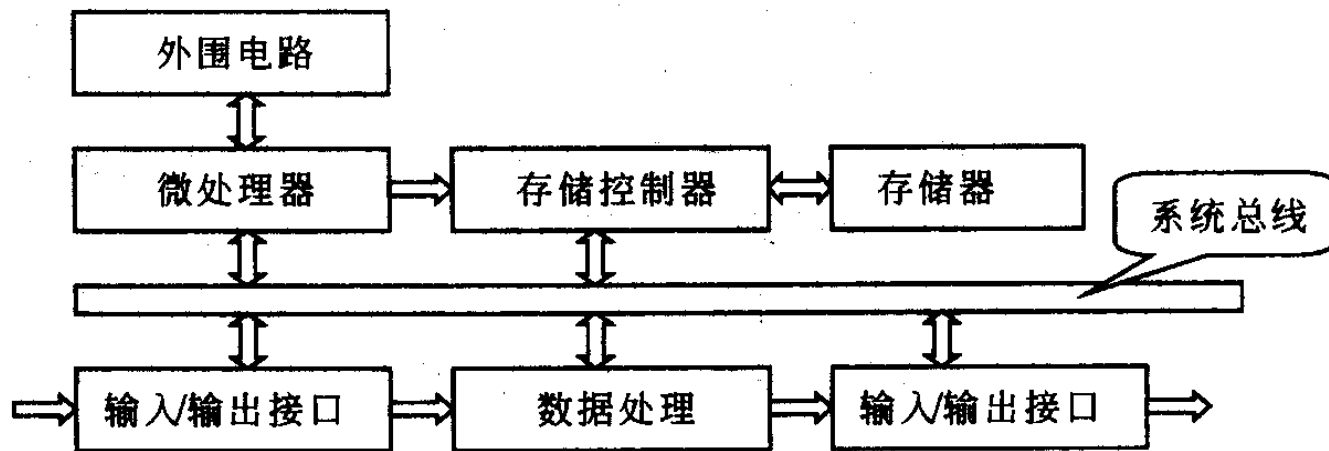 外围电路
微处理器
存储控制器
存储器
系统总线
输入/输出接口
数据处理
输入/输出接口